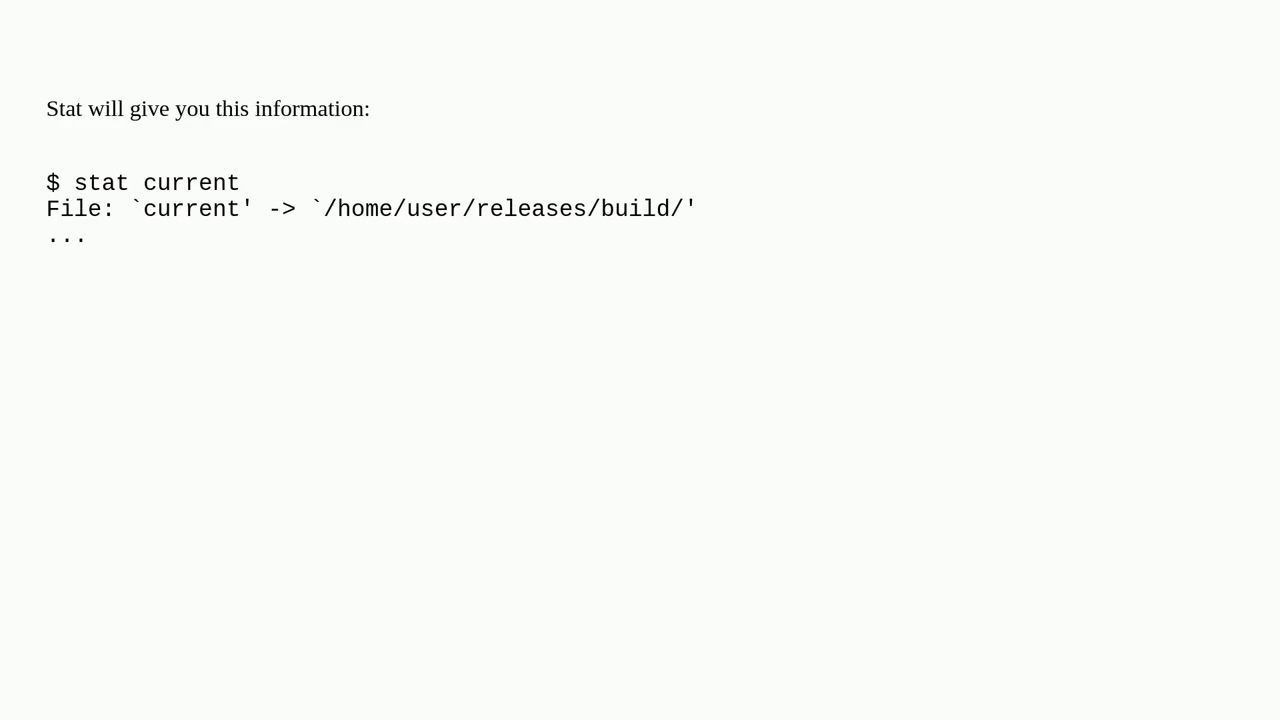 Stat will give you this information:
$ stat current
File: `current' -> `/home/user/releases/build/'
...